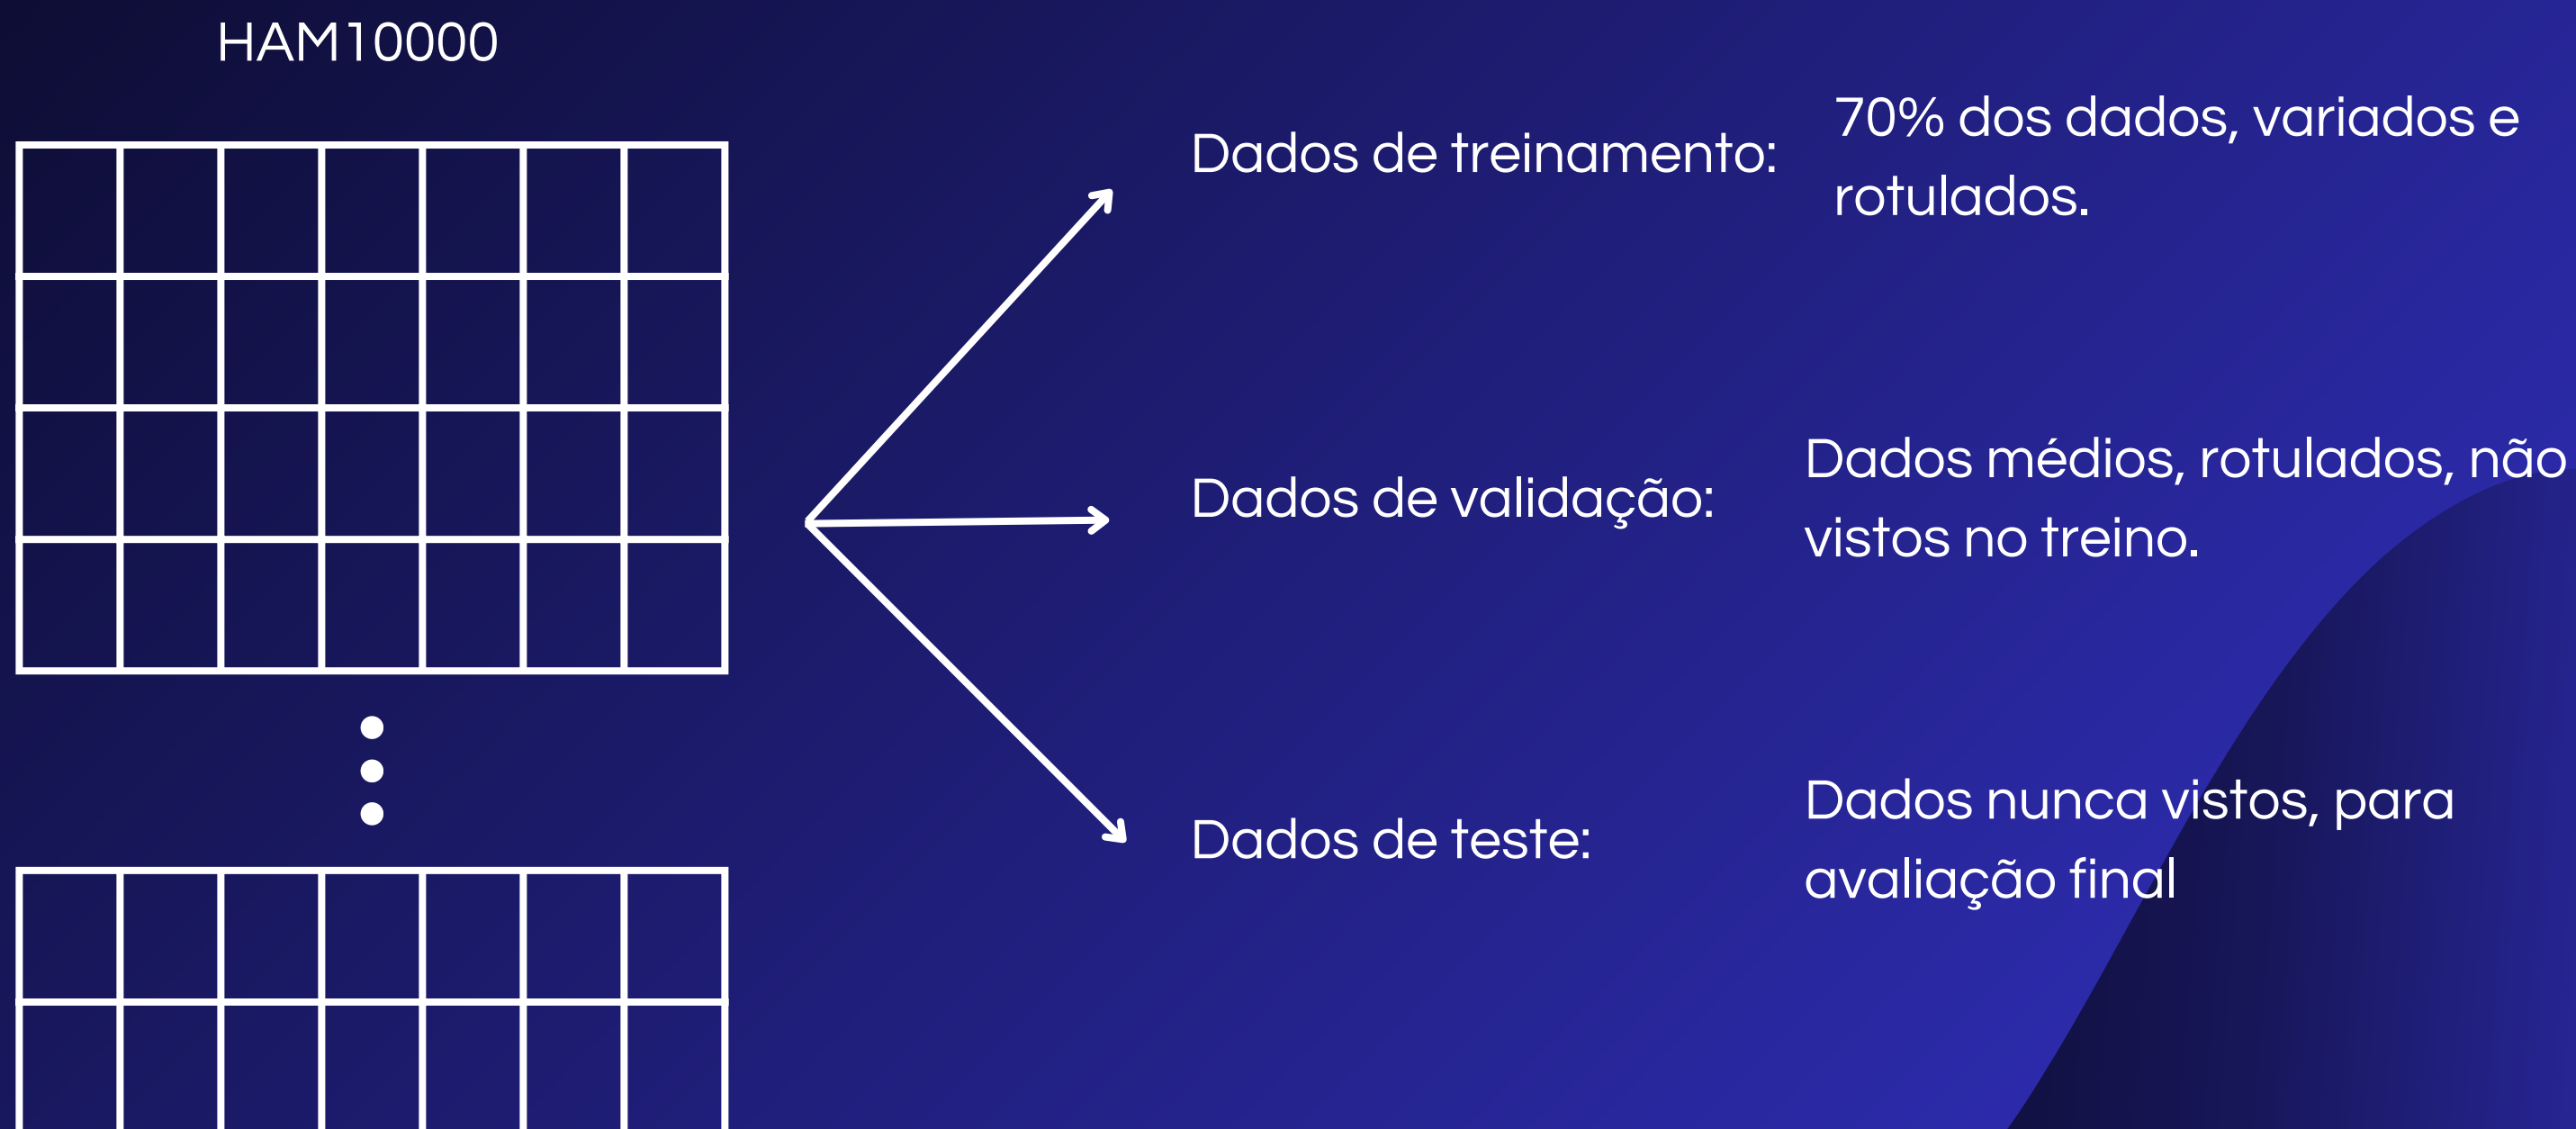 HAM10000
Dados de treinamento:
70% dos dados, variados e
rotulados.
Dados de validação:
Dados médios, rotulados, não
vistos no treino.
Dados de teste:
Dados nunca vistos, para
avaliação final